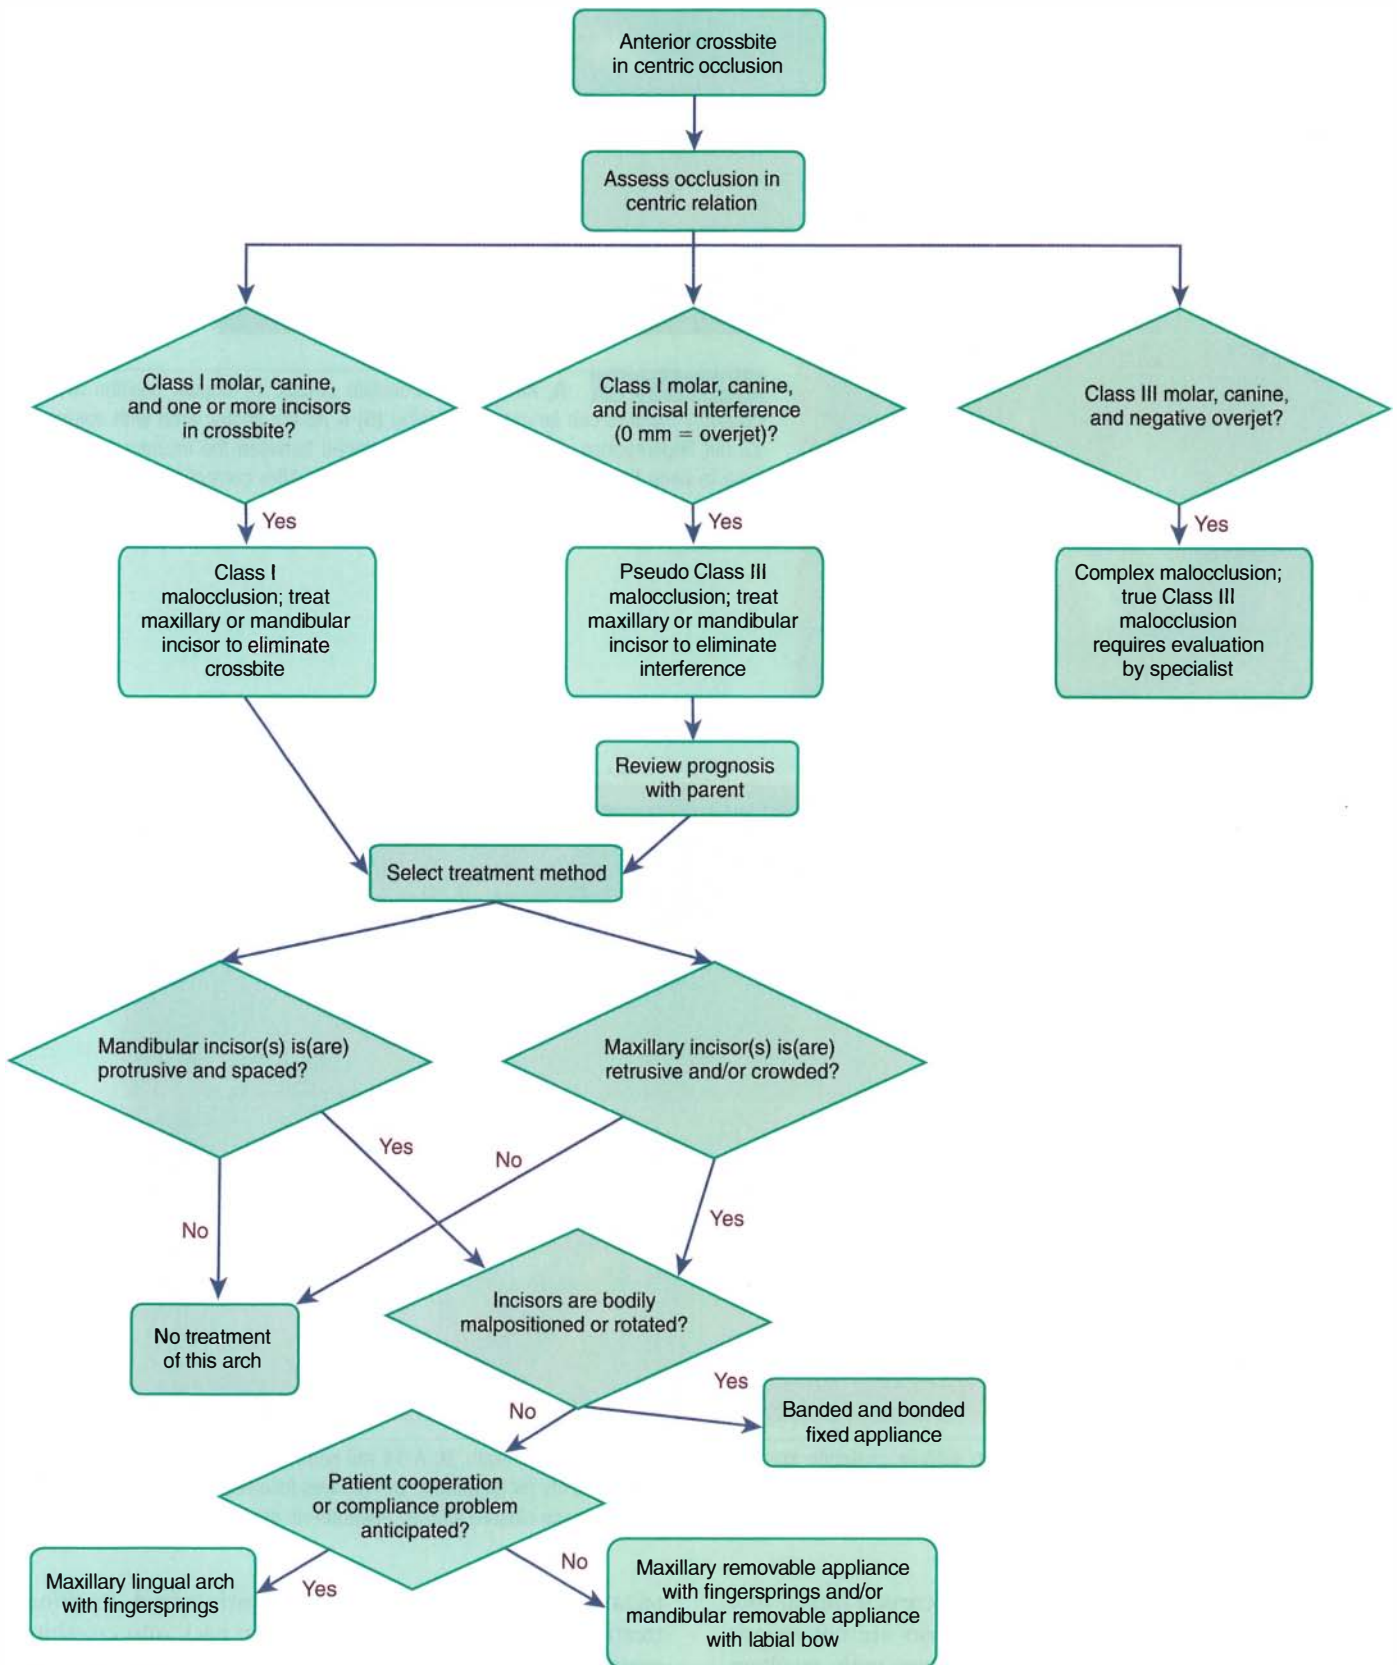 Anterior crossbite
in centric occlusion
Assess occlusion in
centric relation
Class I molar, canine,
and one or more incisors
in crossbite?
Class I molar, canine,
and incisal interference
(0 mm = overjet)?
Class III molar, canine,
and negative overjet?
Yes
Yes
Yes
Class I
malocclusion; treat
maxillary or mandibular
incisor to eliminate
crossbite
Pseudo Class III
malocclusion; treat
maxillary or mandibular
incisor to eliminate
interference
Complex malocclusion;
true Class III
malocclusion
requires evaluation
by specialist
Review prognosis
with parent
Select treatment method
Mandibular incisor(s) is(are)
protrusive and spaced?
Maxillary incisor(s) is(are)
retrusive and/or crowded?
Yes
No
No
Yes
Incisors are bodily
malpositioned or rotated?
No treatment
of this arch
Yes
No
Banded and bonded
fixed appliance
Patient cooperation
or compliance problem
anticipated?
Yes
No
Maxillary lingual arch
with fingersprings
Maxillary removable appliance
with fingersprings and/or
mandibular removable appliance
with labial bow